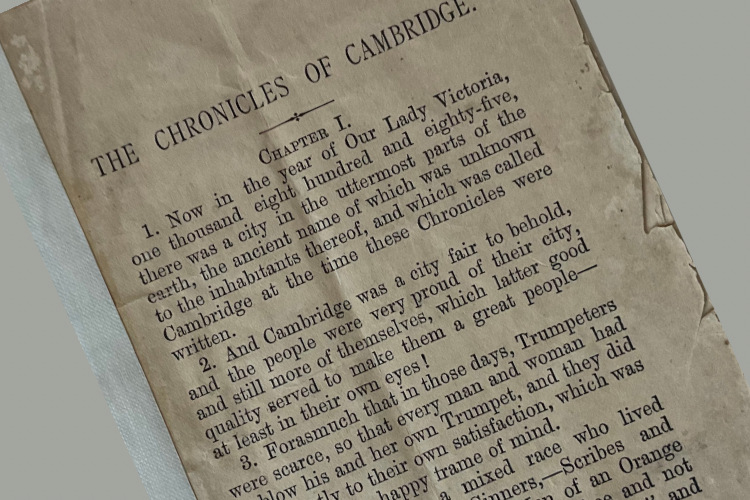 THE CHRONICLES OF CAMBRIDGE.
CHAPTER I.
1. Now in the year of Our Lady Victoria,
one thousand eight hundred and eighty-five,
there was a city in the uttermost parts of the
earth, the ancient name of which was unknown
to the inhabitants thereof, and which was called
Cambridge at the time these Chronicles were
written.
2. And Cambridge was a city fair to behold,
and the people were very proud of their city,
and still more of themselves, which latter good
quality served to make them a great people—
at least in their own eyes!
3. Forasmuch that in those days, Trumpeters
were scarce, so that every man and woman had
blow his and her own Trumpet, and they did
to their own satisfaction, which was
happy frame of mind.
a mixed race who lived
Sinners,—Scribes and
of an Orange
and not
and